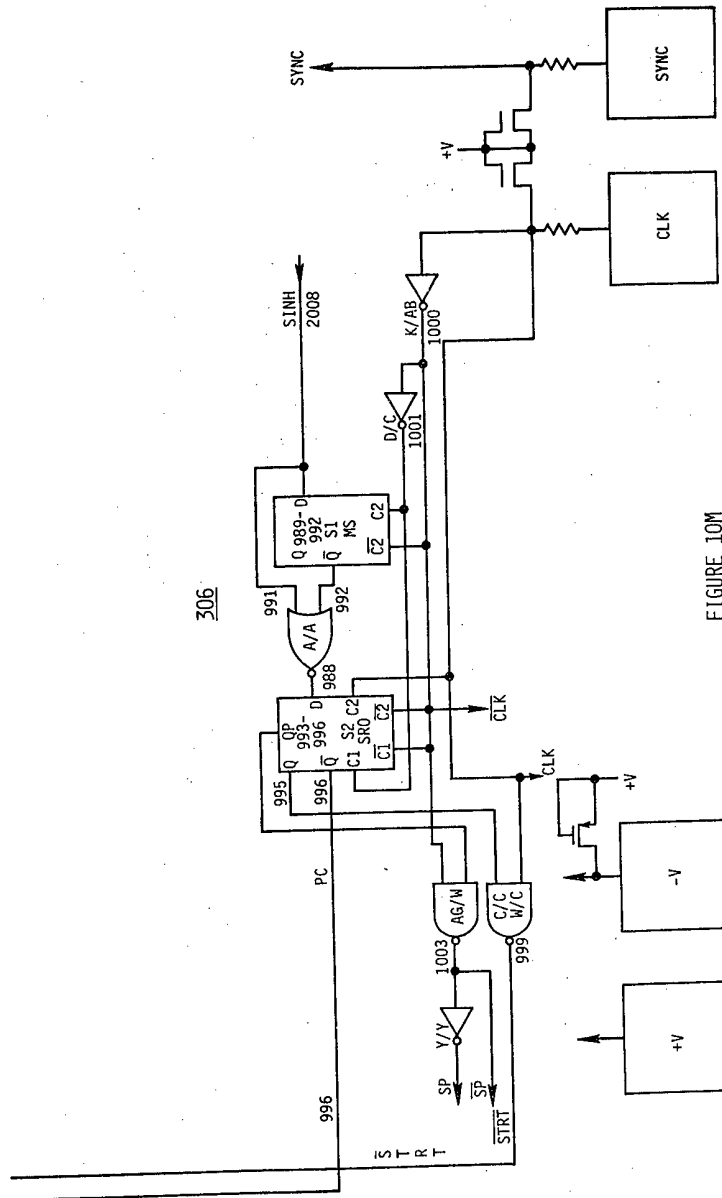 306
SYNC
+V
SINH
2008
K/AB
1000
D/C
1001
CLK
SYNC
991
992
A/A
988
Q 989- D
992
S1
Q̅ MS
C̅2̅ C2
QP D
Q 993-
996
Q̅ S2 C2
SRO
C1 C̅1̅ C̅2̅
995
996
PC
C̅L̅K̅
CLK
+V
AG/W
1003
C/C
W/C
999
Y/Y
SP
S̅P̅
S̅T̅R̅T̅
996
S̅
T
R
T
-V
+V
FIGURE 10M